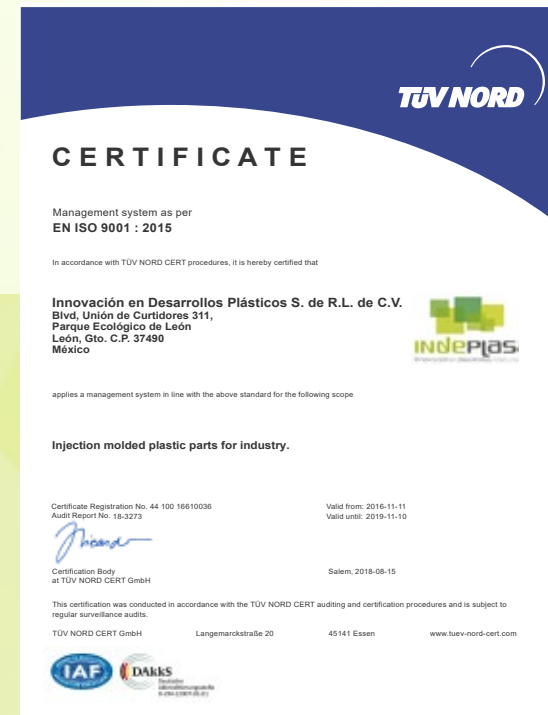 TÜV NORD
CERTIFICATE
Management system as per
EN ISO 9001 : 2015
In accordance with TÜV NORD CERT procedures, it is hereby certified that
Innovación en Desarrollos Plásticos S. de R.L. de C.V.
Blvd, Unión de Curtidores 311,
Parque Ecológico de León
León, Gto. C.P. 37490
México
INDEPLAS
applies a management system in line with the above standard for the following scope
Injection molded plastic parts for industry.
Certificate Registration No. 44 100 16610036
Audit Report No. 18-3273
Valid from: 2016-11-11
Valid until: 2019-11-10
Certification Body
at TÜV NORD CERT GmbH
Salem, 2018-08-15
This certification was conducted in accordance with the TÜV NORD CERT auditing and certification procedures and is subject to
regular surveillance audits.
TÜV NORD CERT GmbH Langemarckstraße 20 45141 Essen www.tuev-nord-cert.com
IAF
DAkkS
Deutsche
Akkreditierungsstelle